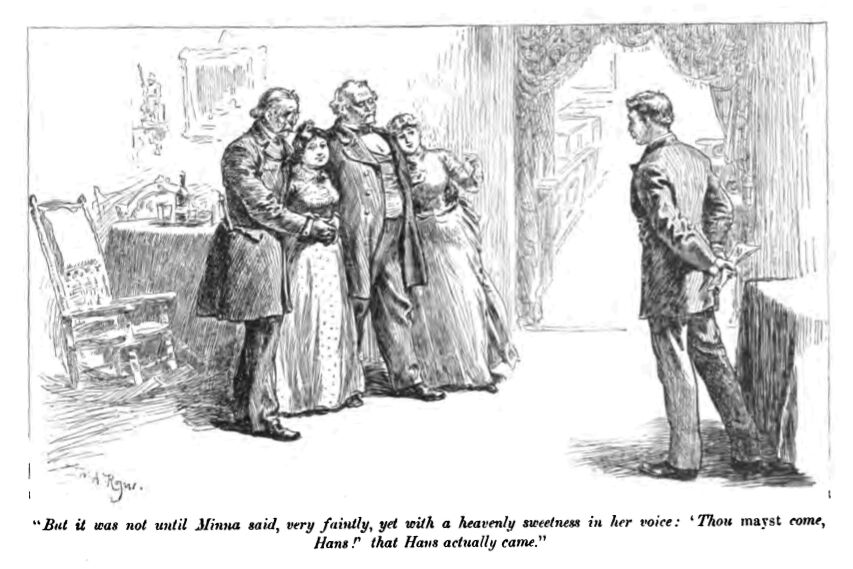 "But it was not until Minna said, very faintly, yet with a heavenly sweetness in her voice: 'Thou mayst come,
Hans!' that Hans actually came."